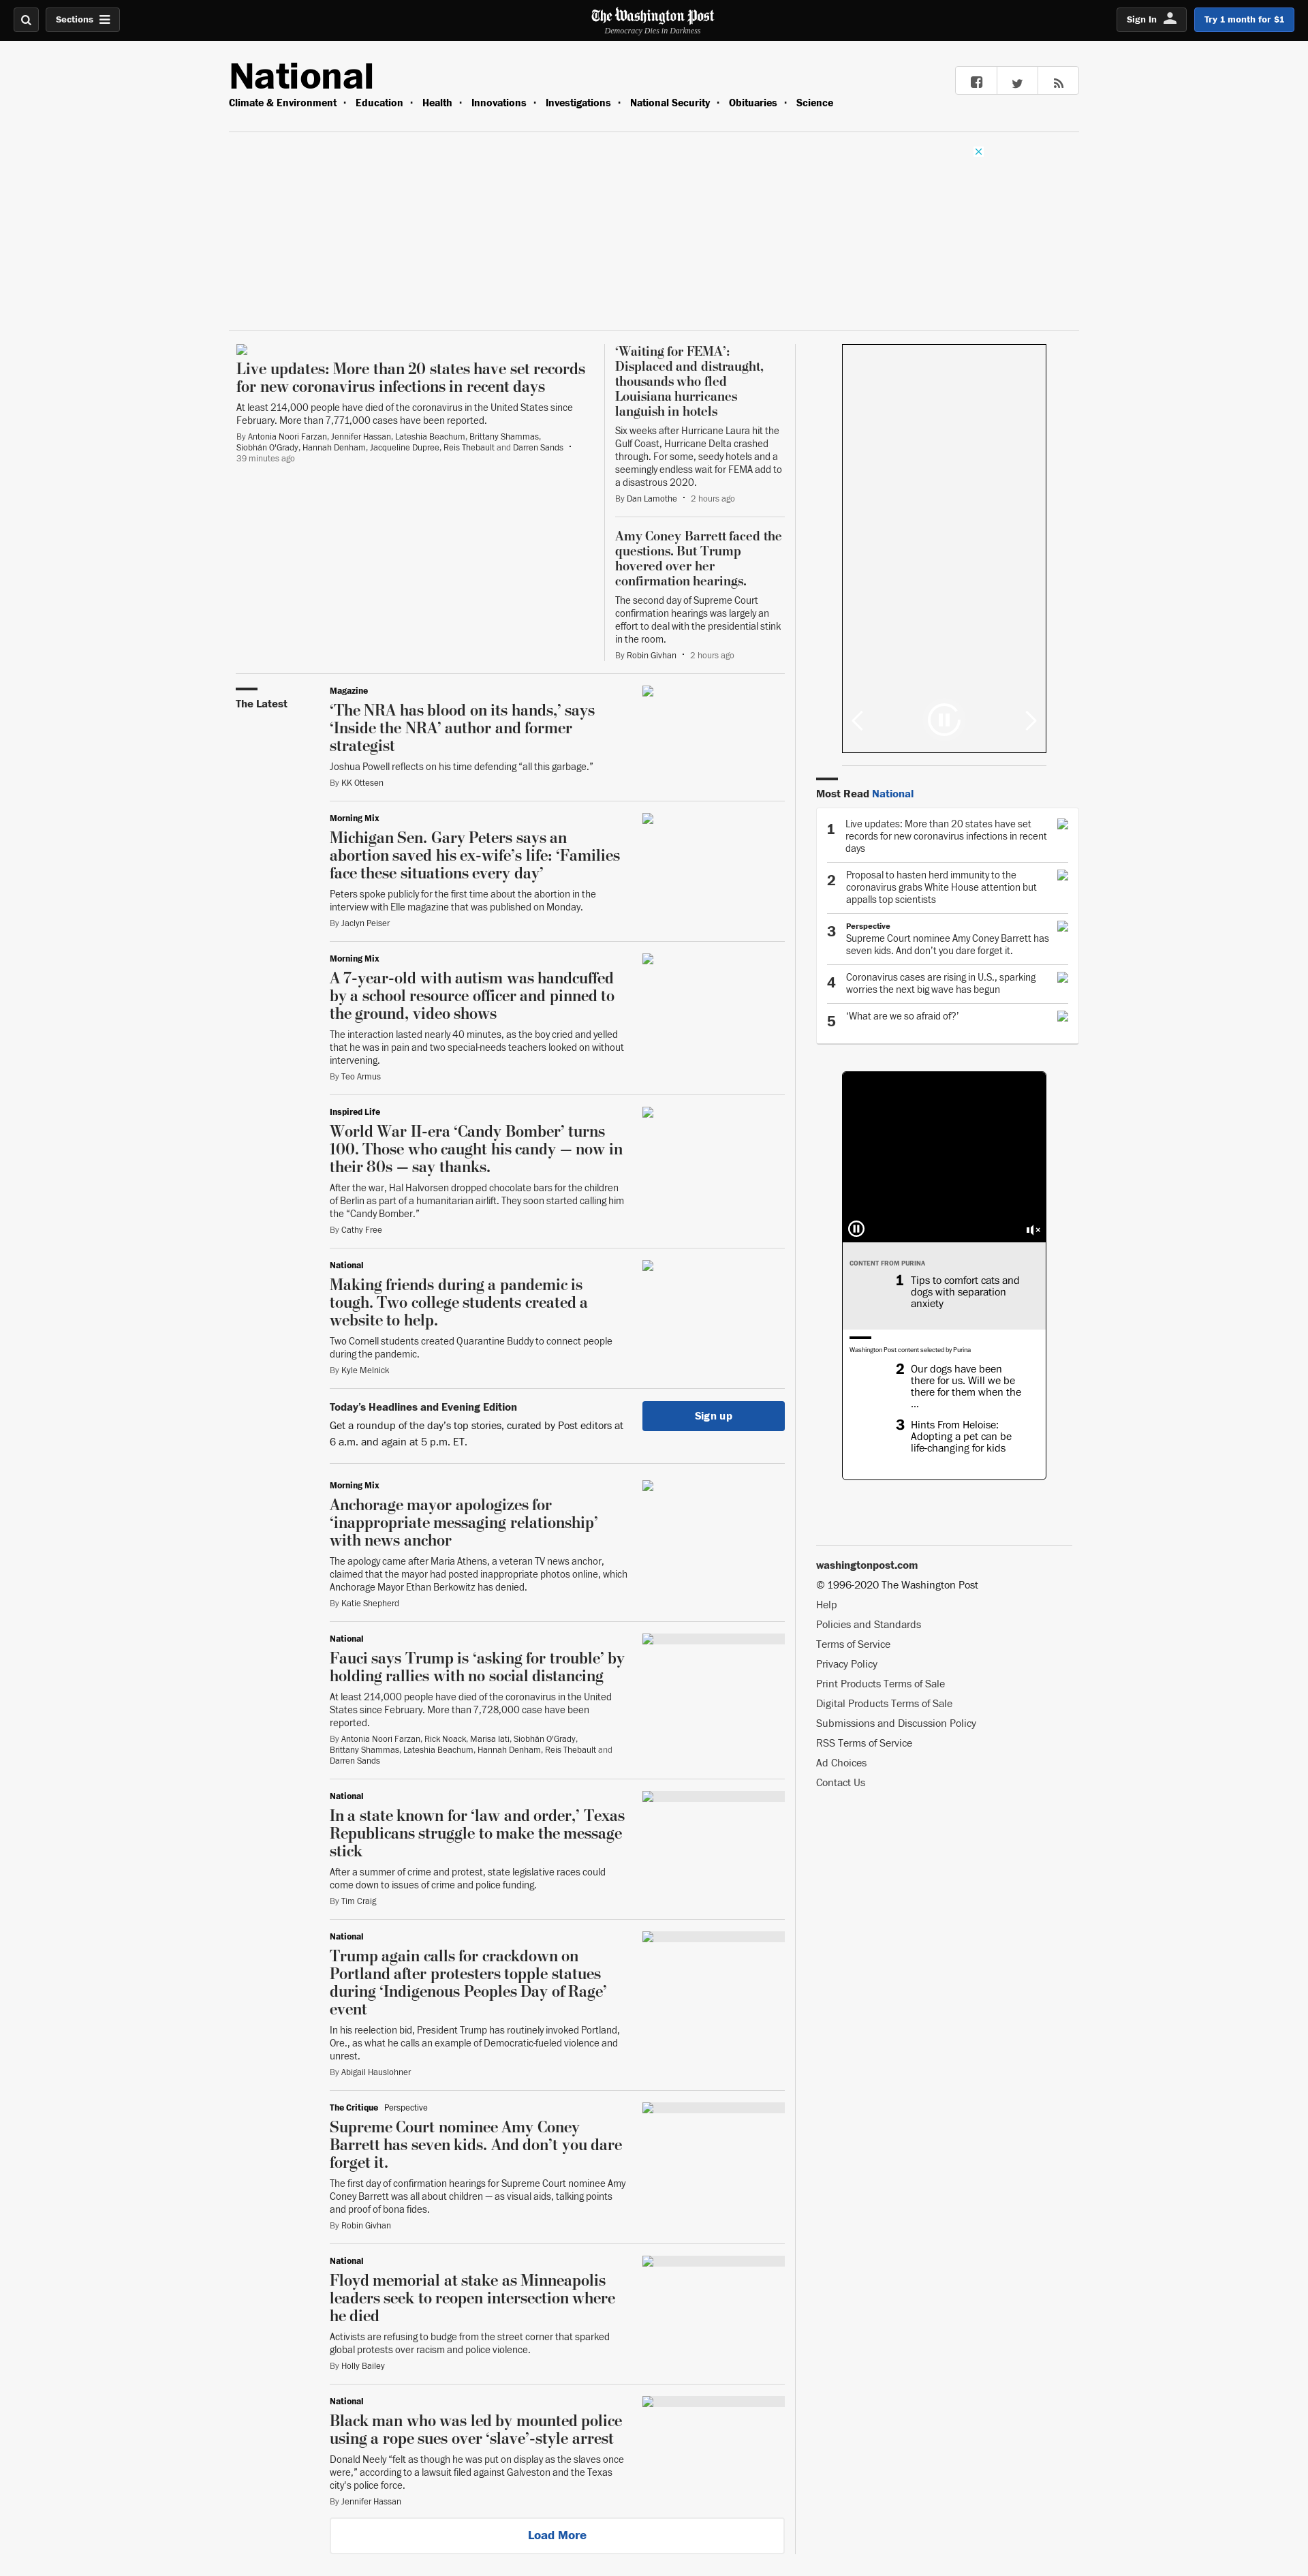 Sections
The Washington Post
Democracy Dies in Darkness
Sign In
Try 1 month for $1
National
Climate & Environment • Education • Health • Innovations • Investigations • National Security • Obituaries • Science
Live updates: More than 20 states have set records
for new coronavirus infections in recent days
At least 214,000 people have died of the coronavirus in the United States since
February. More than 7,771,000 cases have been reported.
By Antonia Noori Farzan, Jennifer Hassan, Lateshia Beachum, Brittany Shammas,
Siobhán O'Grady, Hannah Denham, Jacqueline Dupree, Reis Thebault and Darren Sands •
39 minutes ago
‘Waiting for FEMA’:
Displaced and distraught,
thousands who fled
Louisiana hurricanes
languish in hotels
Six weeks after Hurricane Laura hit the
Gulf Coast, Hurricane Delta crashed
through. For some, seedy hotels and a
seemingly endless wait for FEMA add to
a disastrous 2020.
By Dan Lamothe • 2 hours ago
Amy Coney Barrett faced the
questions. But Trump
hovered over her
confirmation hearings.
The second day of Supreme Court
confirmation hearings was largely an
effort to deal with the presidential stink
in the room.
By Robin Givhan • 2 hours ago
The Latest
Magazine
‘The NRA has blood on its hands,’ says
‘Inside the NRA’ author and former
strategist
Joshua Powell reflects on his time defending “all this garbage.”
By KK Ottesen
Morning Mix
Michigan Sen. Gary Peters says an
abortion saved his ex-wife’s life: ‘Families
face these situations every day’
Peters spoke publicly for the first time about the abortion in the
interview with Elle magazine that was published on Monday.
By Jaclyn Peiser
Morning Mix
A 7-year-old with autism was handcuffed
by a school resource officer and pinned to
the ground, video shows
The interaction lasted nearly 40 minutes, as the boy cried and yelled
that he was in pain and two special-needs teachers looked on without
intervening.
By Teo Armus
Inspired Life
World War II-era ‘Candy Bomber’ turns
100. Those who caught his candy — now in
their 80s — say thanks.
After the war, Hal Halvorsen dropped chocolate bars for the children
of Berlin as part of a humanitarian airlift. They soon started calling him
the “Candy Bomber.”
By Cathy Free
National
Making friends during a pandemic is
tough. Two college students created a
website to help.
Two Cornell students created Quarantine Buddy to connect people
during the pandemic.
By Kyle Melnick
Today’s Headlines and Evening Edition
Get a roundup of the day’s top stories, curated by Post editors at
6 a.m. and again at 5 p.m. ET.
Sign up
Morning Mix
Anchorage mayor apologizes for
‘inappropriate messaging relationship’
with news anchor
The apology came after Maria Athens, a veteran TV news anchor,
claimed that the mayor had posted inappropriate photos online, which
Anchorage Mayor Ethan Berkowitz has denied.
By Katie Shepherd
National
Fauci says Trump is ‘asking for trouble’ by
holding rallies with no social distancing
At least 214,000 people have died of the coronavirus in the United
States since February. More than 7,728,000 case have been
reported.
By Antonia Noori Farzan, Rick Noack, Marisa Iati, Siobhán O'Grady,
Brittany Shammas, Lateshia Beachum, Hannah Denham, Reis Thebault and
Darren Sands
National
In a state known for ‘law and order,’ Texas
Republicans struggle to make the message
stick
After a summer of crime and protest, state legislative races could
come down to issues of crime and police funding.
By Tim Craig
National
Trump again calls for crackdown on
Portland after protesters topple statues
during ‘Indigenous Peoples Day of Rage’
event
In his reelection bid, President Trump has routinely invoked Portland,
Ore., as what he calls an example of Democratic-fueled violence and
unrest.
By Abigail Hauslohner
The Critique Perspective
Supreme Court nominee Amy Coney
Barrett has seven kids. And don’t you dare
forget it.
The first day of confirmation hearings for Supreme Court nominee Amy
Coney Barrett was all about children — as visual aids, talking points
and proof of bona fides.
By Robin Givhan
National
Floyd memorial at stake as Minneapolis
leaders seek to reopen intersection where
he died
Activists are refusing to budge from the street corner that sparked
global protests over racism and police violence.
By Holly Bailey
National
Black man who was led by mounted police
using a rope sues over ‘slave’-style arrest
Donald Neely “felt as though he was put on display as the slaves once
were,” according to a lawsuit filed against Galveston and the Texas
city's police force.
By Jennifer Hassan
Load More
Most Read National
1 Live updates: More than 20 states have set
records for new coronavirus infections in recent
days
2 Proposal to hasten herd immunity to the
coronavirus grabs White House attention but
appalls top scientists
3 Perspective
Supreme Court nominee Amy Coney Barrett has
seven kids. And don’t you dare forget it.
4 Coronavirus cases are rising in U.S., sparking
worries the next big wave has begun
5 ‘What are we so afraid of?’
CONTENT FROM PURINA
1 Tips to comfort cats and
dogs with separation
anxiety
Washington Post content selected by Purina
2 Our dogs have been
there for us. Will we be
there for them when the
...
3 Hints From Heloise:
Adopting a pet can be
life-changing for kids
washingtonpost.com
© 1996-2020 The Washington Post
Help
Policies and Standards
Terms of Service
Privacy Policy
Print Products Terms of Sale
Digital Products Terms of Sale
Submissions and Discussion Policy
RSS Terms of Service
Ad Choices
Contact Us